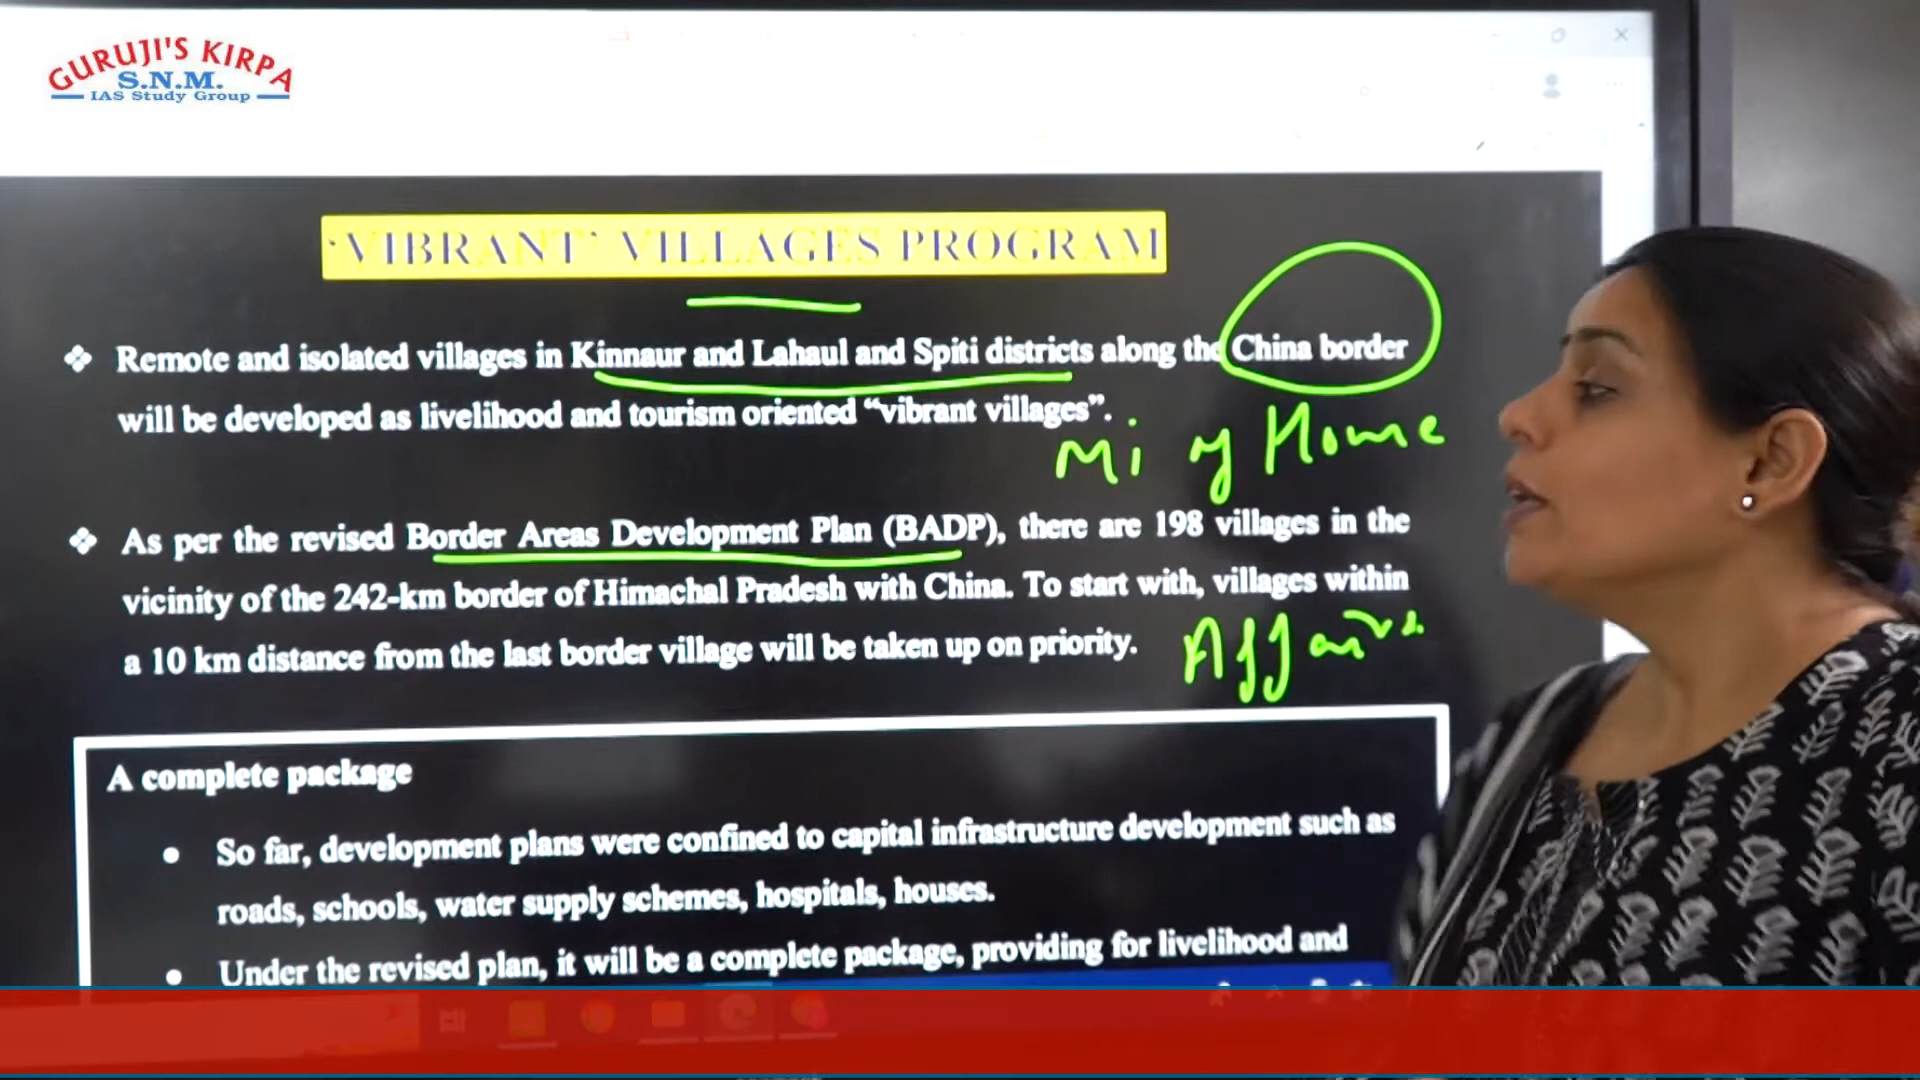 GURUJI'S KIRPA
S.N.M.
IAS Study Group
'VIBRANT' VILLAGES PROGRAM
❖ Remote and isolated villages in Kinnaur and Lahaul and Spiti districts along the China border
will be developed as livelihood and tourism oriented “vibrant villages”.
Mi of Home
❖ As per the revised Border Areas Development Plan (BADP), there are 198 villages in the
vicinity of the 242-km border of Himachal Pradesh with China. To start with, villages within
a 10 km distance from the last border village will be taken up on priority.
Affairs.
A complete package
• So far, development plans were confined to capital infrastructure development such as
roads, schools, water supply schemes, hospitals, houses.
• Under the revised plan, it will be a complete package, providing for livelihood and